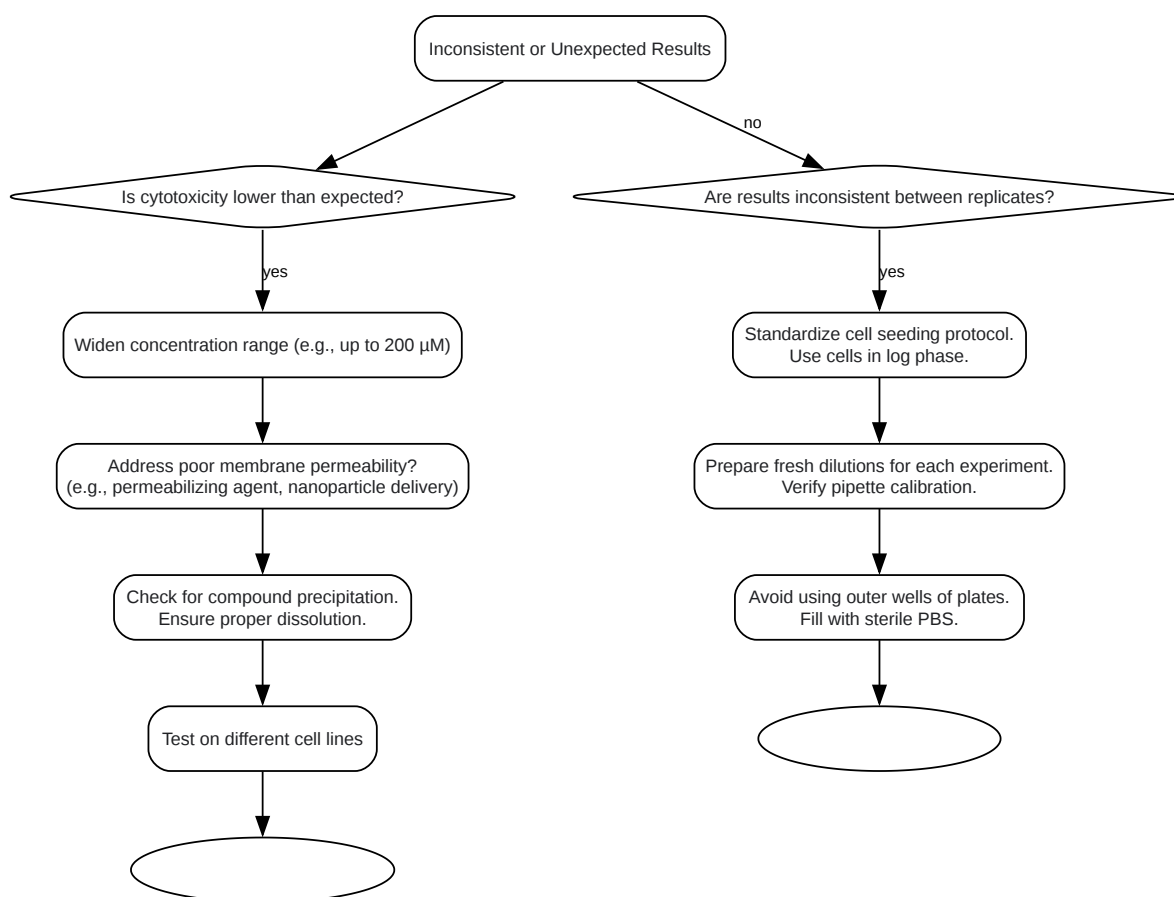 Inconsistent or Unexpected Results
no
Is cytotoxicity lower than expected?
Are results inconsistent between replicates?
yes
yes
Widen concentration range (e.g., up to 200 µM)
Standardize cell seeding protocol.
Use cells in log phase.
Address poor membrane permeability?
(e.g., permeabilizing agent, nanoparticle delivery)
Prepare fresh dilutions for each experiment.
Verify pipette calibration.
Check for compound precipitation.
Ensure proper dissolution.
Avoid using outer wells of plates.
Fill with sterile PBS.
Test on different cell lines